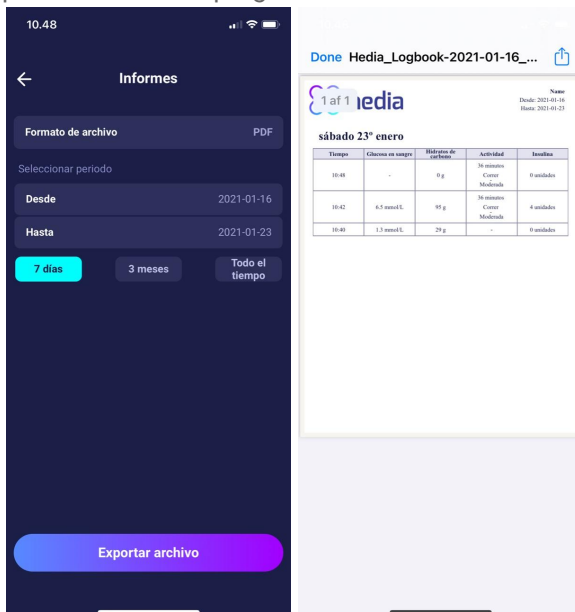 10.48
Informes
Formato de archivo PDF
Seleccionar periodo
Desde 2021-01-16
Hasta 2021-01-23
7 días 3 meses Todo el
tiempo
Exportar archivo
Done Hedia_Logbook-2021-01-16_...
1 af 1
hedia
Name
Desde: 2021-01-16
Hasta: 2021-01-23
sábado 23º enero
Tiempo Glucosa en sangre Hidratos de
carbono Actividad Insulina
10:48 - 0 g 36 minutos
Correr
-
Moderada 0 unidades
10:42 6.5 mmol/L 95 g 36 minutos
Correr
-
Moderada 4 unidades
10:40 1.3 mmol/L 29 g - 0 unidades